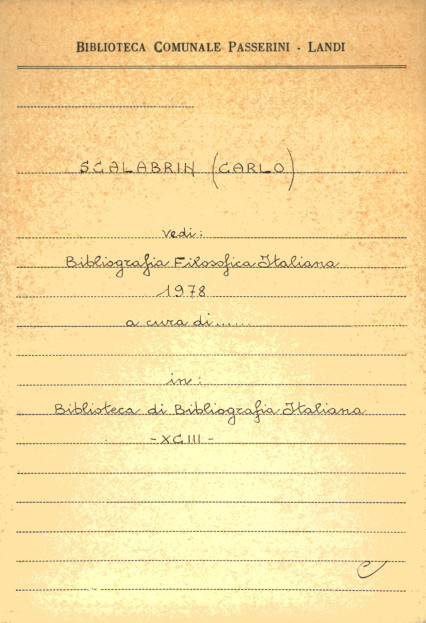 BIBLIOTECA COMUNALE PASSERINI - LANDI
SCALABRIN (CARLO)
vedi:
Bibliografia Filosofica Italiana
1978
a cura di......
in:
Biblioteca di Bibliografia Italiana
-XCIII-
C